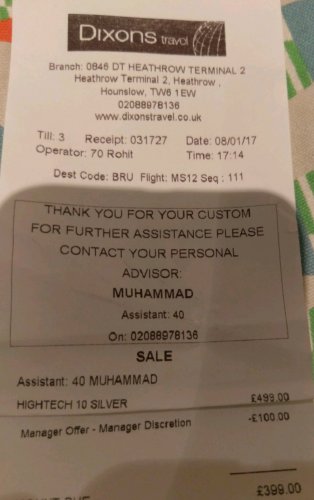 Dixons travel
Branch: 0846 DT HEATHROW TERMINAL 2
Heathrow Terminal 2, Heathrow ,
Hounslow, TW6 1EW
02088978136
www.dixonstravel.co.uk
Till: 3 Receipt: 031727 Date: 08/01/17
Operator: 70 Rohit Time: 17:14
Dest Code: BRU Flight: MS12 Seq : 111
THANK YOU FOR YOUR CUSTOM
FOR FURTHER ASSISTANCE PLEASE
CONTACT YOUR PERSONAL
ADVISOR:
MUHAMMAD
Assistant: 40
On: 02088978136
SALE
Assistant: 40 MUHAMMAD
HIGHTECH 10 SILVER £499.00
Manager Offer - Manager Discretion -£100.00
£399.00